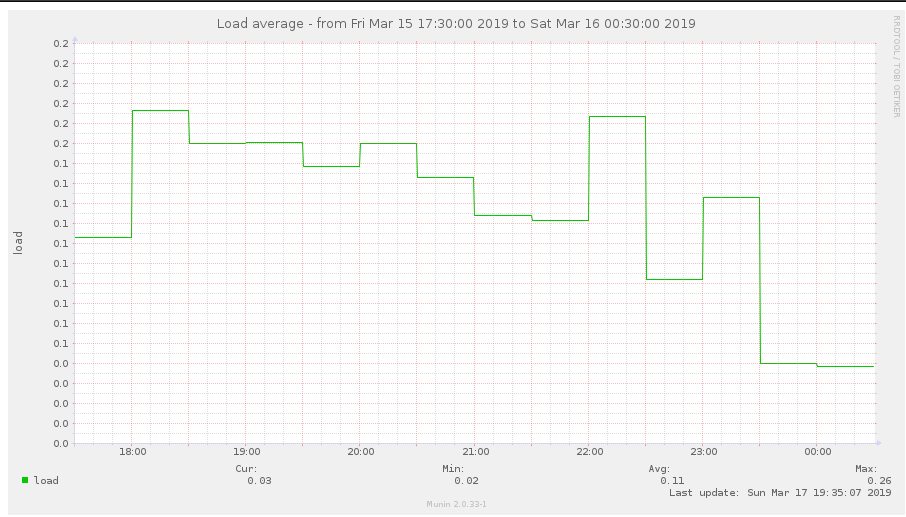 Load average - from Fri Mar 15 17:30:00 2019 to Sat Mar 16 00:30:00 2019
RRDTOOL / TOBI OETIKER
load
0.2
0.2
0.2
0.2
0.2
0.2
0.1
0.1
0.1
0.1
0.1
0.1
0.1
0.1
0.1
0.1
0.0
0.0
0.0
0.0
0.0
18:00 19:00 20:00 21:00 22:00 23:00 00:00
Cur: Min: Avg: Max:
load 0.03 0.02 0.11 0.26
Last update: Sun Mar 17 19:35:07 2019
Munin 2.0.33-1